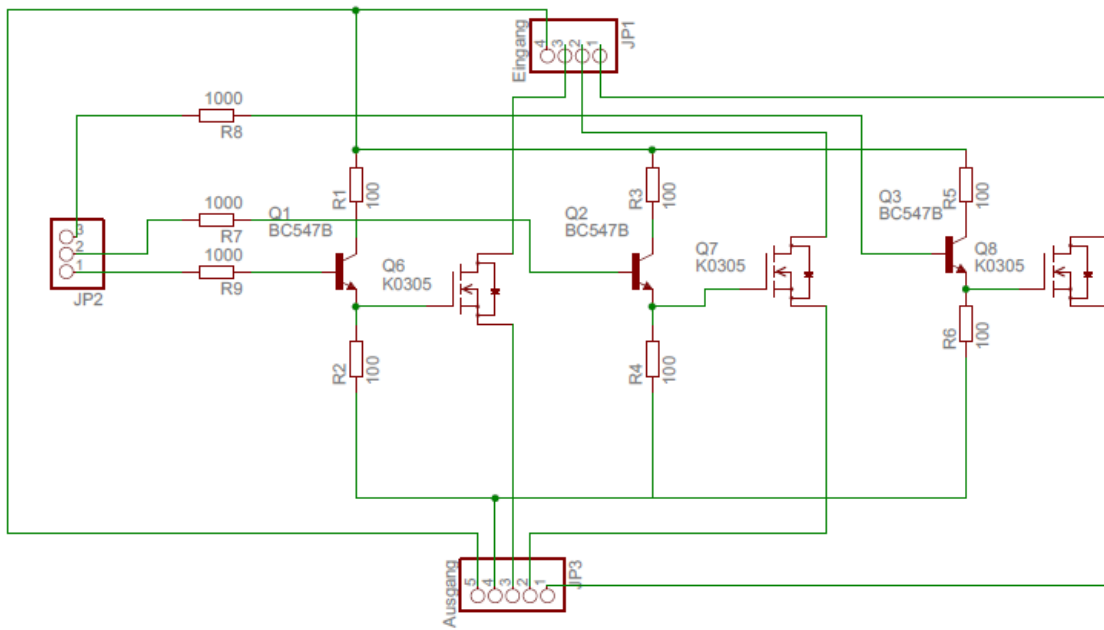 Eingang
4
3
2
1
JP1
1000
R8
1000
R7
1000
R9
3
2
1
JP2
R1
100
Q1
BC547B
Q6
K0305
R2
100
R3
100
Q2
BC547B
Q7
K0305
R4
100
R5
100
Q3
BC547B
Q8
K0305
R6
100
Ausgang
5
4
3
2
1
JP3